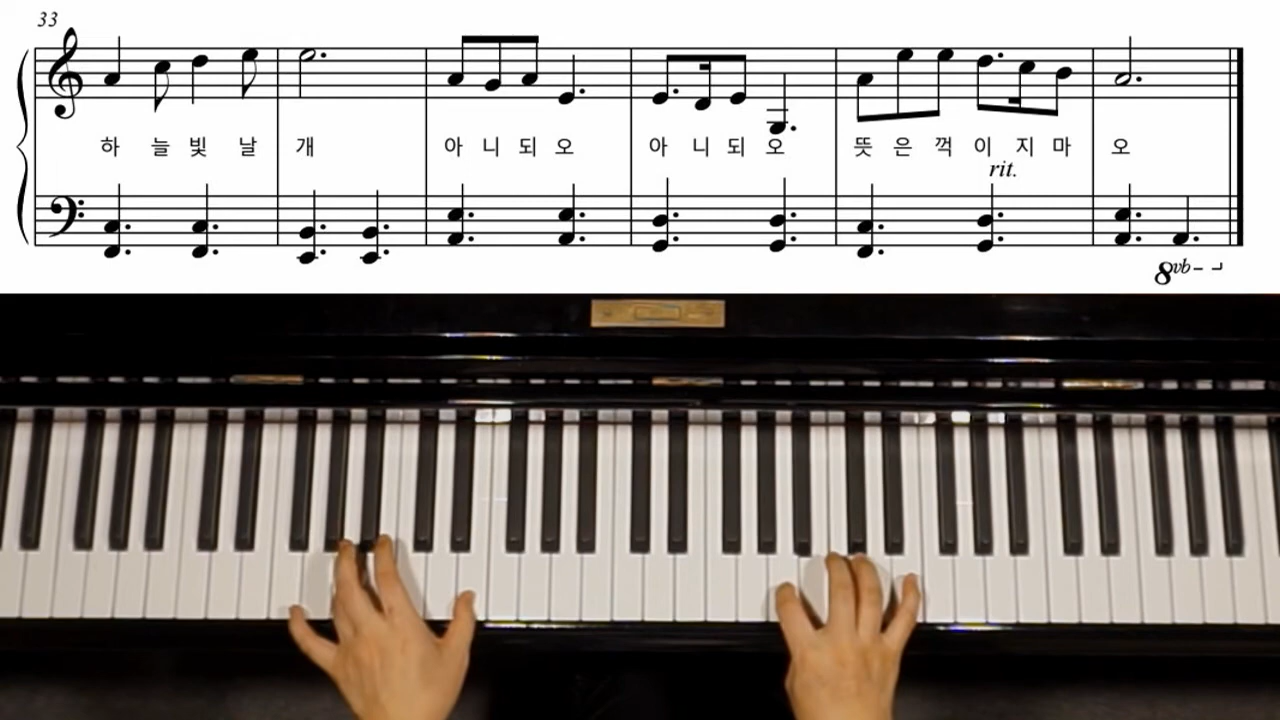 33
하 늘 빛 날 개 아 니 되 오 아 니 되 오 뜻 은 꺽 이 지 마 오
rit.
8vb